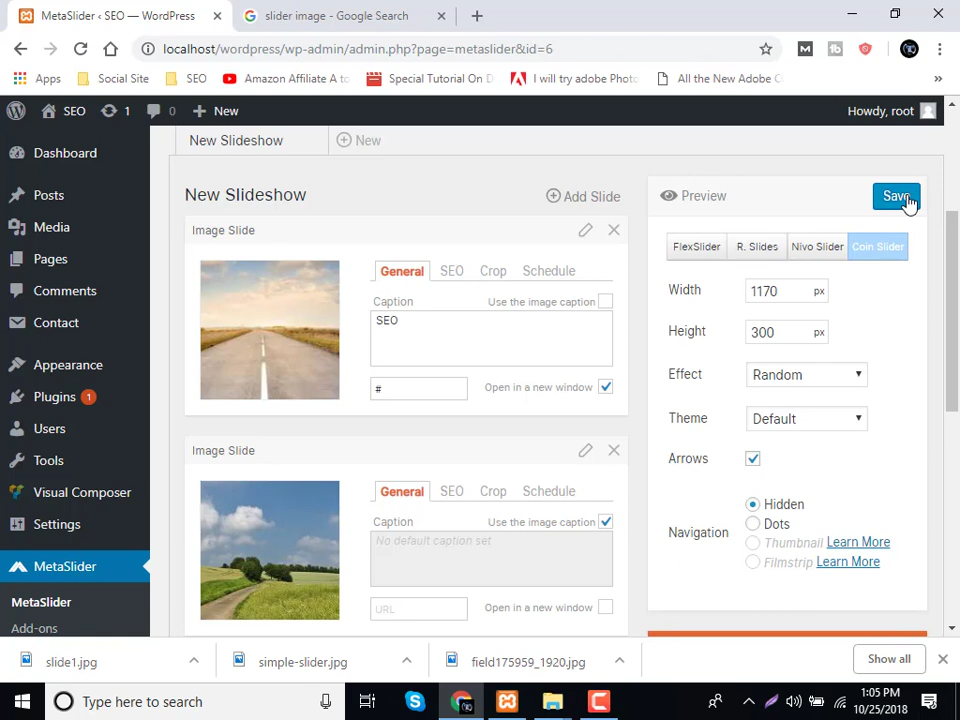 MetaSlider ‹ SEO — WordPress
slider image - Google Search
localhost/wordpress/wp-admin/admin.php?page=metaslider&id=6
Apps
Social Site
SEO
Amazon Affiliate A to
Special Tutorial On D
I will try adobe Photo
All the New Adobe C
»
SEO
1
0
New
Howdy, root
Dashboard
Posts
Media
Pages
Comments
Contact
Appearance
Plugins 1
Users
Tools
Visual Composer
Settings
MetaSlider
MetaSlider
Add-ons
New Slideshow
New
New Slideshow
Add Slide
Image Slide
General SEO Crop Schedule
Caption Use the image caption
SEO
# Open in a new window
Image Slide
General SEO Crop Schedule
Caption Use the image caption
No default caption set
URL Open in a new window
Preview Save
FlexSlider R. Slides Nivo Slider Coin Slider
Width 1170 px
Height 300 px
Effect Random
Theme Default
Arrows
Navigation
Hidden
Dots
Thumbnail Learn More
Filmstrip Learn More
slide1.jpg
simple-slider.jpg
field175959_1920.jpg
Show all
Type here to search
1:05 PM
10/25/2018